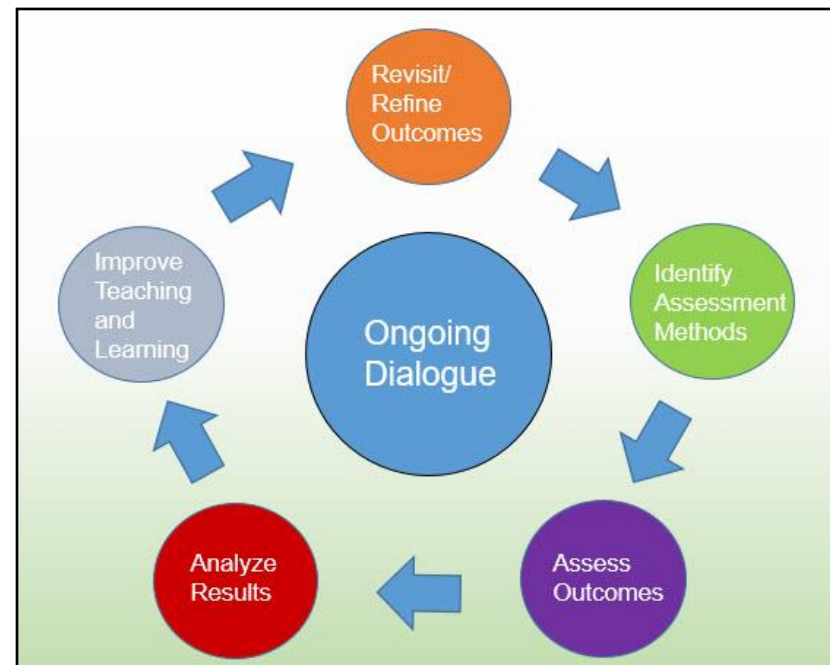 Revisit/
Refine
Outcomes
Identify
Assessment
Methods
Assess
Outcomes
Analyze
Results
Improve
Teaching
and
Learning
Ongoing
Dialogue